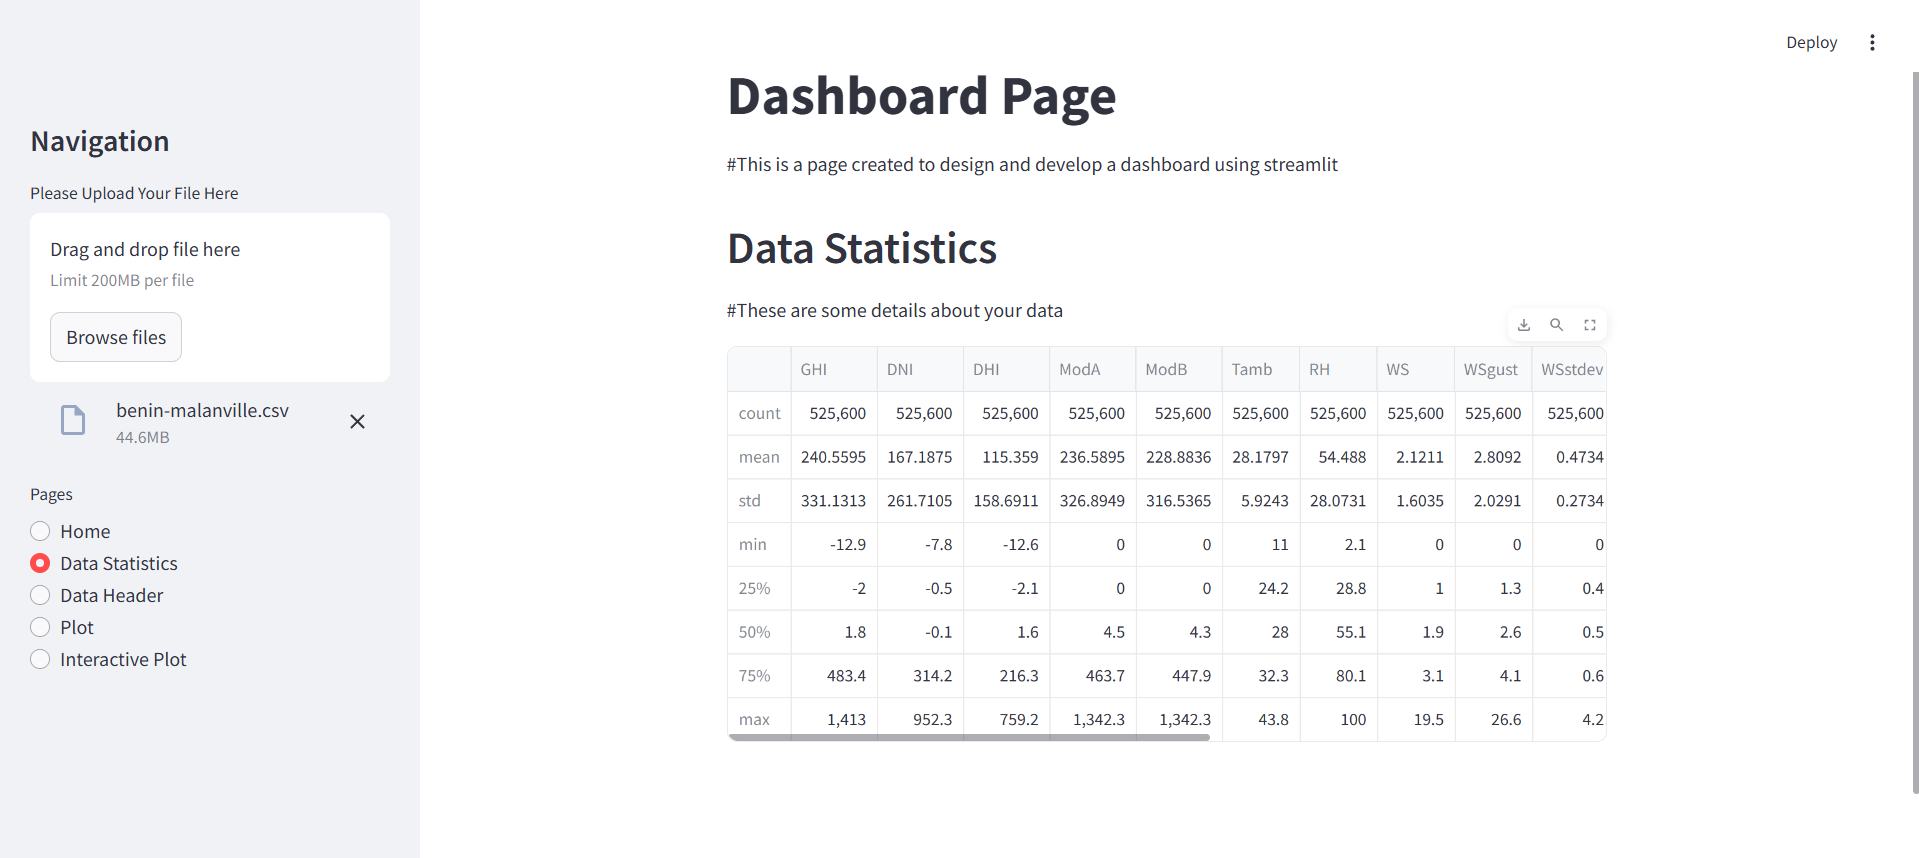 Deploy
Navigation
Please Upload Your File Here
Drag and drop file here
Limit 200MB per file
Browse files
benin-malanville.csv
44.6MB
Pages
Home
Data Statistics
Data Header
Plot
Interactive Plot
Dashboard Page
#This is a page created to design and develop a dashboard using streamlit
Data Statistics
#These are some details about your data
GHI DNI DHI ModA ModB Tamb RH WS WSgust WSstdev
count 525,600 525,600 525,600 525,600 525,600 525,600 525,600 525,600 525,600 525,600
mean 240.5595 167.1875 115.359 236.5895 228.8836 28.1797 54.488 2.1211 2.8092 0.4734
std 331.1313 261.7105 158.6911 326.8949 316.5365 5.9243 28.0731 1.6035 2.0291 0.2734
min -12.9 -7.8 -12.6 0 0 11 2.1 0 0 0
25% -2 -0.5 -2.1 0 0 24.2 28.8 1 1.3 0.4
50% 1.8 -0.1 1.6 4.5 4.3 28 55.1 1.9 2.6 0.5
75% 483.4 314.2 216.3 463.7 447.9 32.3 80.1 3.1 4.1 0.6
max 1,413 952.3 759.2 1,342.3 1,342.3 43.8 100 19.5 26.6 4.2